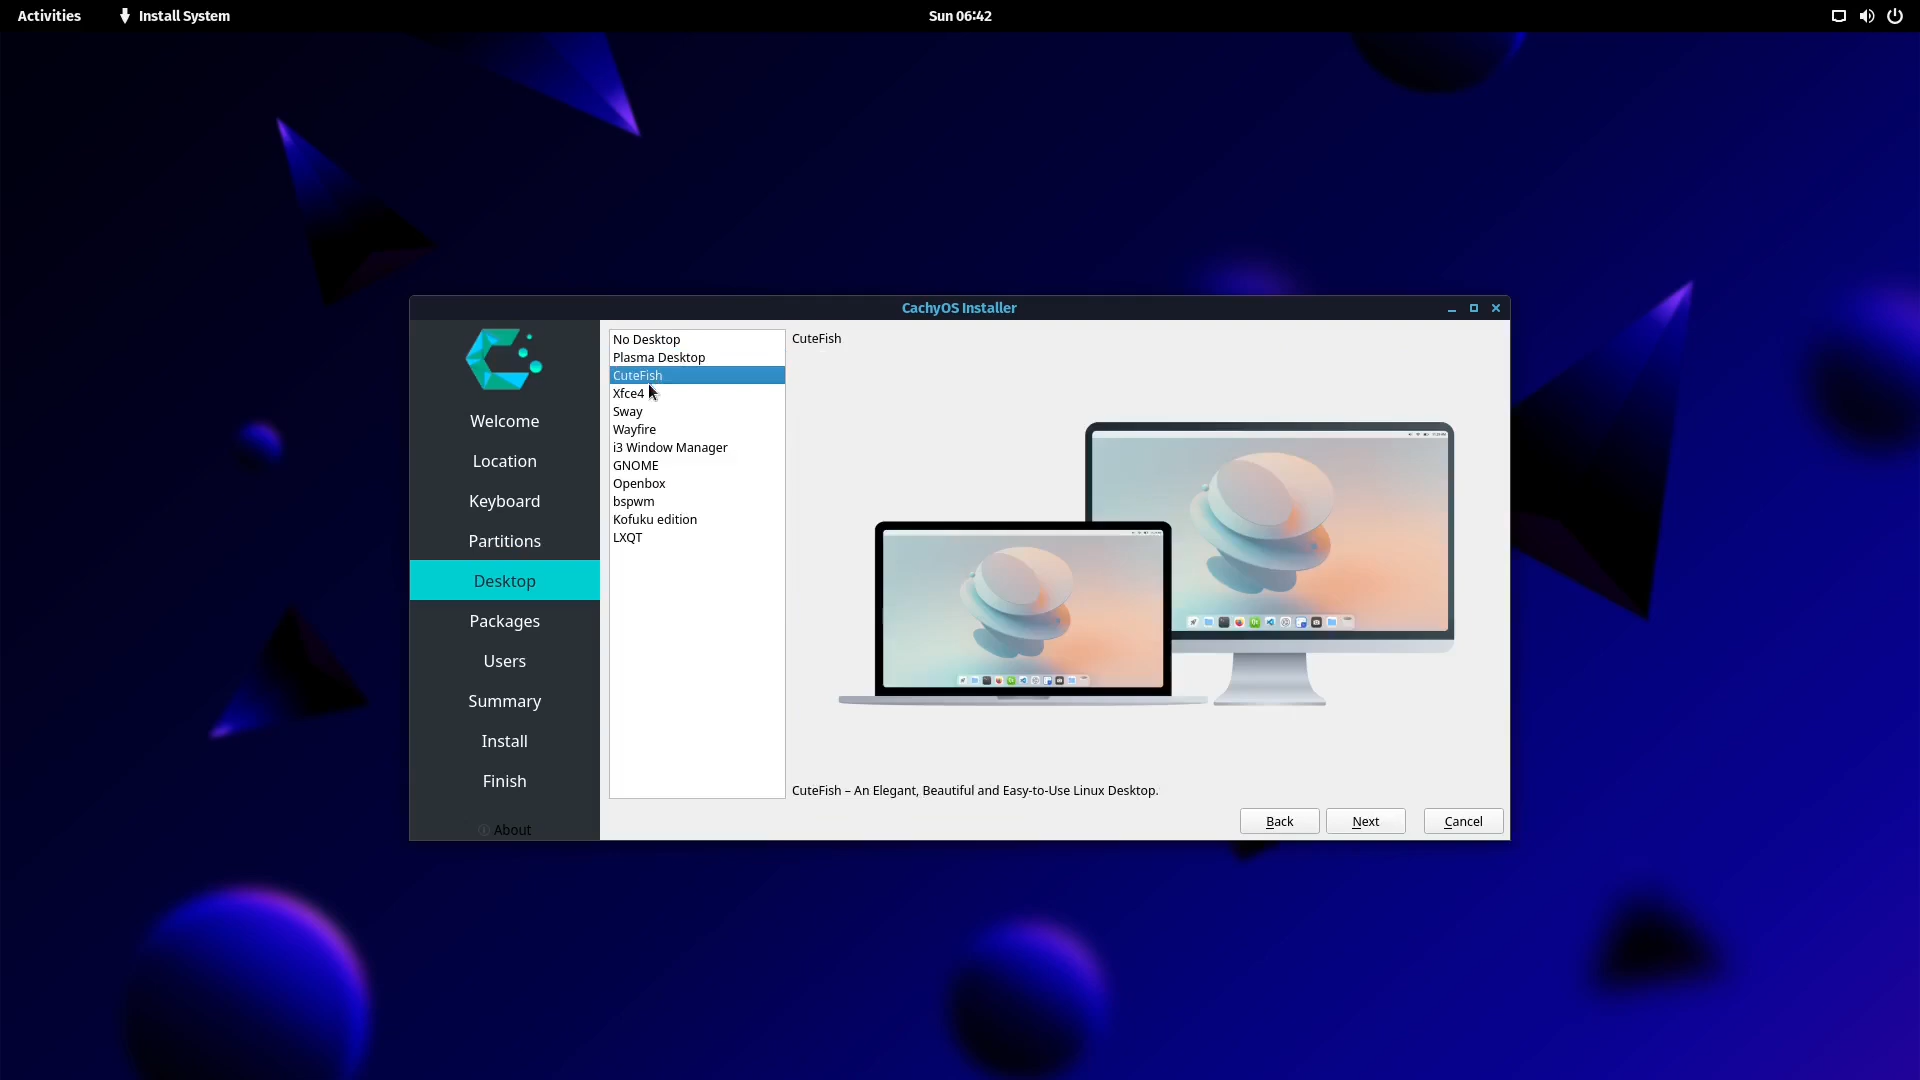 Activities
Install System
Sun 06:42
CachyOS Installer
Welcome
Location
Keyboard
Partitions
Desktop
Packages
Users
Summary
Install
Finish
About
No Desktop
Plasma Desktop
CuteFish
Xfce4
Sway
Wayfire
i3 Window Manager
GNOME
Openbox
bspwm
Kofuku edition
LXQT
CuteFish
CuteFish – An Elegant, Beautiful and Easy-to-Use Linux Desktop.
Back
Next
Cancel